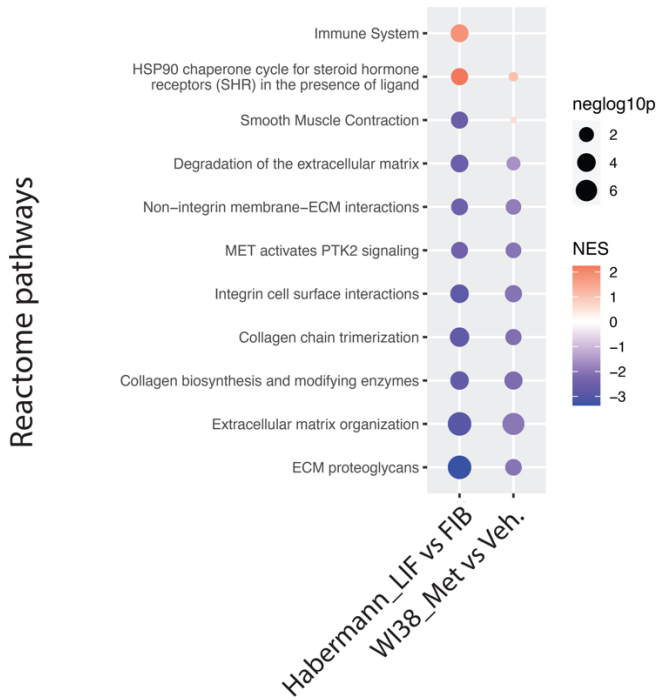 Reactome pathways
Immune System
HSP90 chaperone cycle for steroid hormone
receptors (SHR) in the presence of ligand
Smooth Muscle Contraction
Degradation of the extracellular matrix
Non−integrin membrane−ECM interactions
MET activates PTK2 signaling
Integrin cell surface interactions
Collagen chain trimerization
Collagen biosynthesis and modifying enzymes
Extracellular matrix organization
ECM proteoglycans
Habermann_LIF vs FIB
WI38_Met vs Veh.
neglog10p
2
4
6
NES
2
1
0
−1
−2
−3